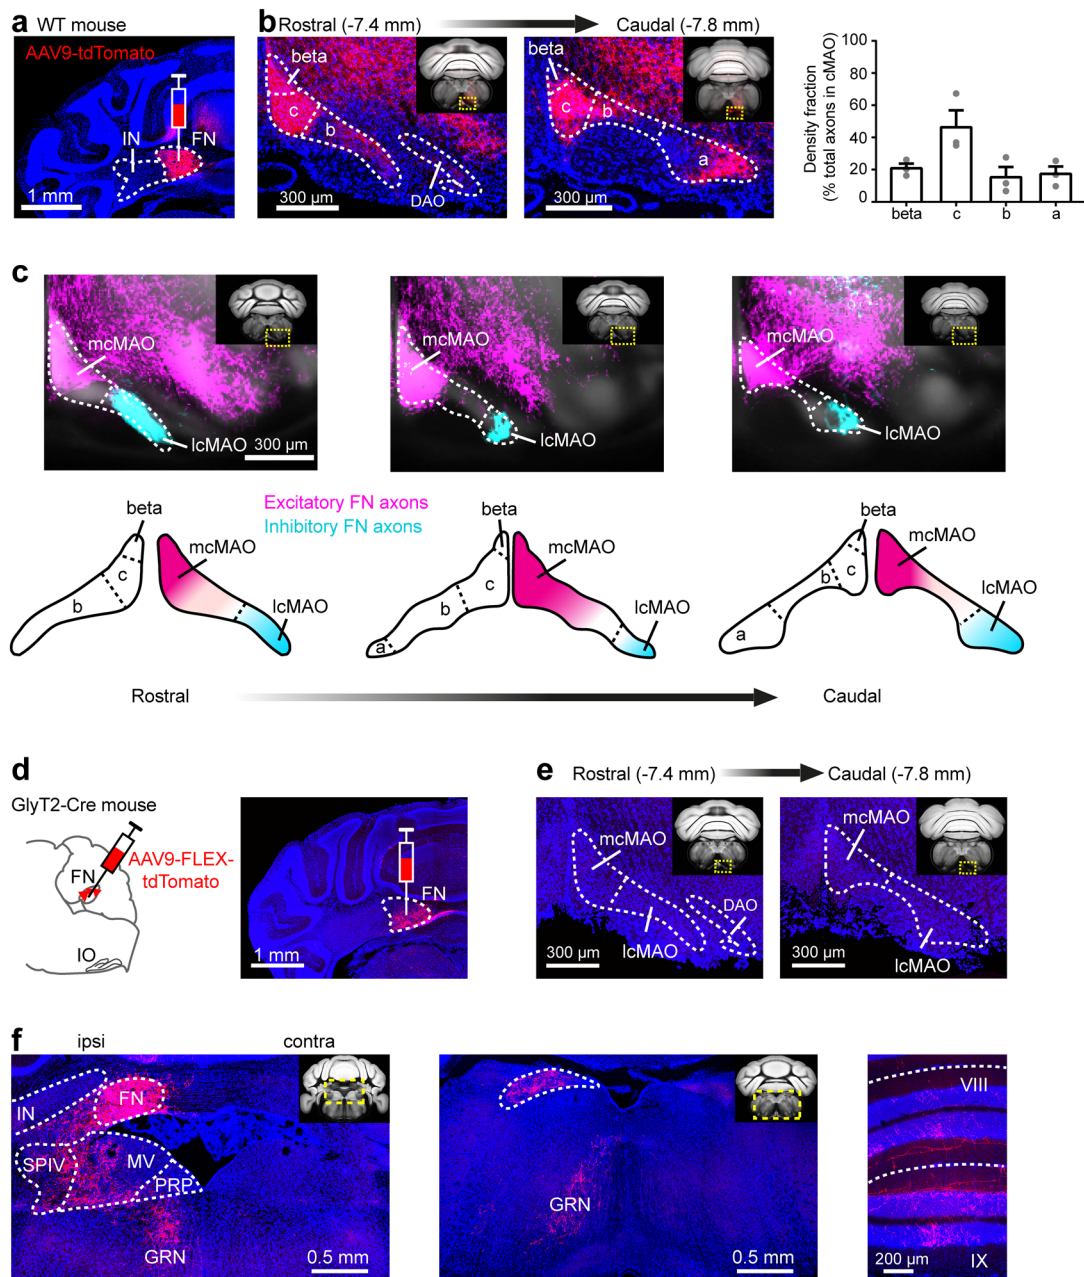 a
WT mouse
AAV9-tdTomato
IN
FN
1 mm
b
Rostral (-7.4 mm)
Caudal (-7.8 mm)
beta
c
b
DAO
300 µm
beta
c
b
a
300 µm
Density fraction
(% total axons in cMAO)
100
80
60
40
20
0
beta
c
b
a
c
mcMAO
lcMAO
300 µm
mcMAO
lcMAO
mcMAO
lcMAO
Excitatory FN axons
Inhibitory FN axons
beta
c
b
mcMAO
lcMAO
beta
c
b
a
mcMAO
lcMAO
beta
c
b
a
mcMAO
lcMAO
Rostral
Caudal
d
GlyT2-Cre mouse
AAV9-FLEX-
tdTomato
FN
IO
FN
1 mm
e
Rostral (-7.4 mm)
Caudal (-7.8 mm)
mcMAO
DAO
lcMAO
300 µm
mcMAO
lcMAO
300 µm
f
ipsi
contra
IN
FN
SPIV
MV
PRP
GRN
0.5 mm
GRN
0.5 mm
VIII
IX
200 µm